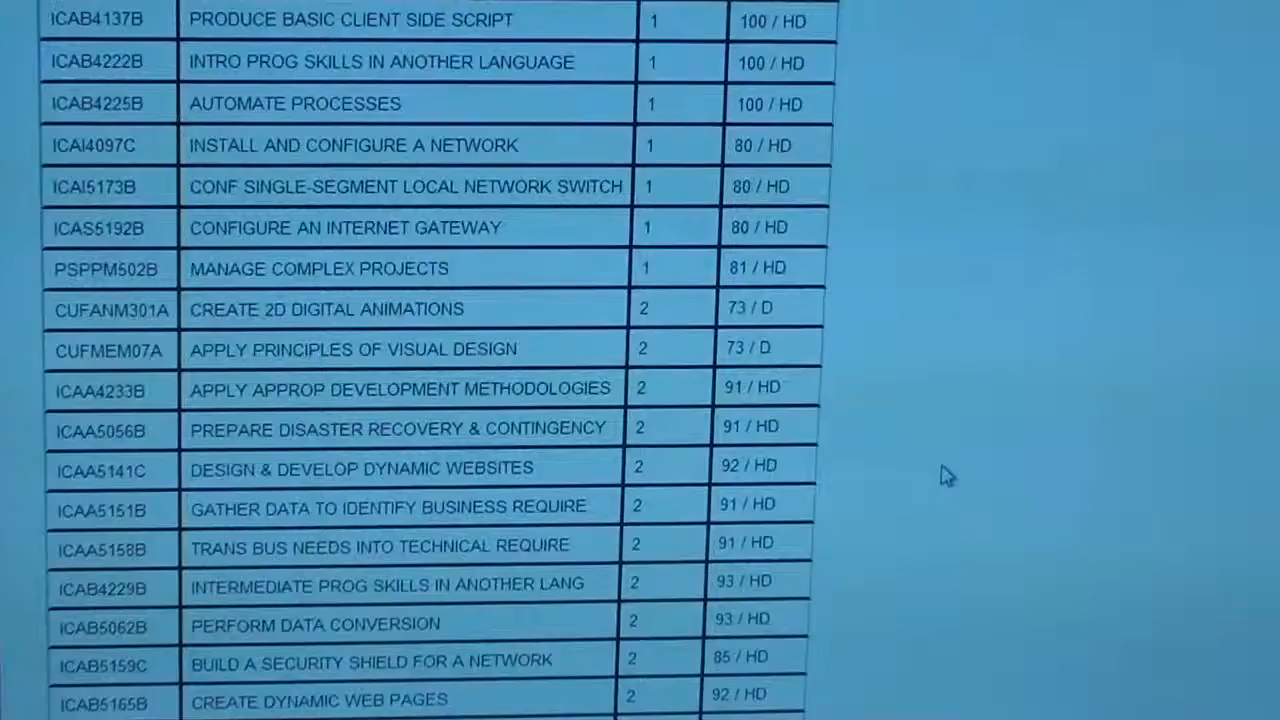 ICAB4137B PRODUCE BASIC CLIENT SIDE SCRIPT 1 100 / HD
ICAB4222B INTRO PROG SKILLS IN ANOTHER LANGUAGE 1 100 / HD
ICAB4225B AUTOMATE PROCESSES 1 100 / HD
ICAI4097C INSTALL AND CONFIGURE A NETWORK 1 80 / HD
ICAI5173B CONF SINGLE-SEGMENT LOCAL NETWORK SWITCH 1 80 / HD
ICAS5192B CONFIGURE AN INTERNET GATEWAY 1 80 / HD
PSPPM502B MANAGE COMPLEX PROJECTS 1 81 / HD
CUFANM301A CREATE 2D DIGITAL ANIMATIONS 2 73 / D
CUFMEM07A APPLY PRINCIPLES OF VISUAL DESIGN 2 73 / D
ICAA4233B APPLY APPROP DEVELOPMENT METHODOLOGIES 2 91 / HD
ICAA5056B PREPARE DISASTER RECOVERY & CONTINGENCY 2 91 / HD
ICAA5141C DESIGN & DEVELOP DYNAMIC WEBSITES 2 92 / HD
ICAA5151B GATHER DATA TO IDENTIFY BUSINESS REQUIRE 2 91 / HD
ICAA5158B TRANS BUS NEEDS INTO TECHNICAL REQUIRE 2 91 / HD
ICAB4229B INTERMEDIATE PROG SKILLS IN ANOTHER LANG 2 93 / HD
ICAB5062B PERFORM DATA CONVERSION 2 93 / HD
ICAB5159C BUILD A SECURITY SHIELD FOR A NETWORK 2 85 / HD
ICAB5165B CREATE DYNAMIC WEB PAGES 2 92 / HD